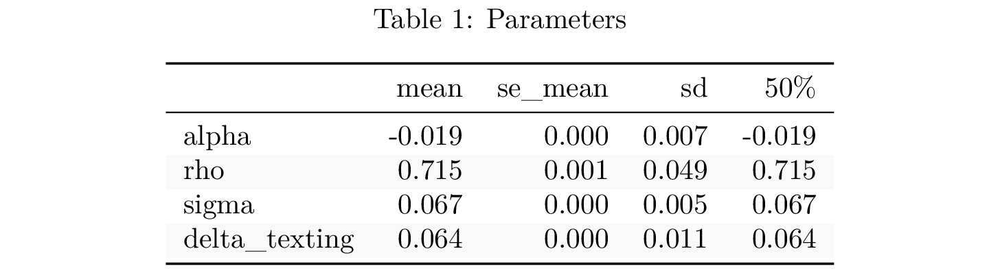 Table 1: Parameters
mean se_mean sd 50%
alpha -0.019 0.000 0.007 -0.019
rho 0.715 0.001 0.049 0.715
sigma 0.067 0.000 0.005 0.067
delta_texting 0.064 0.000 0.011 0.064